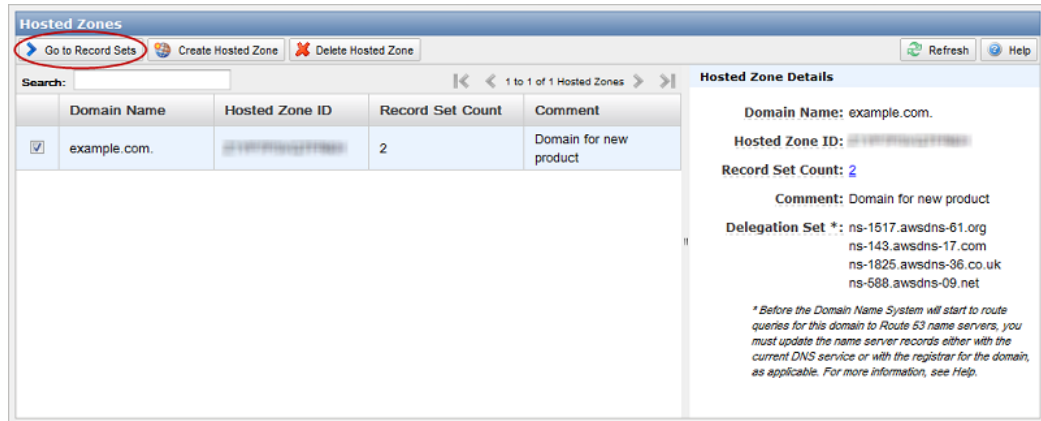 Hosted Zones
Go to Record Sets Create Hosted Zone Delete Hosted Zone Refresh Help
Search: 1 to 1 of 1 Hosted Zones
Domain Name Hosted Zone ID Record Set Count Comment
example.com. 2 Domain for new
product
Hosted Zone Details
Domain Name: example.com.
Hosted Zone ID:
Record Set Count: 2
Comment: Domain for new product
Delegation Set *: ns-1517.awsdns-61.org
ns-143.awsdns-17.com
ns-1825.awsdns-36.co.uk
ns-588.awsdns-09.net
* Before the Domain Name System will start to route
queries for this domain to Route 53 name servers, you
must update the name server records either with the
current DNS service or with the registrar for the domain,
as applicable. For more information, see Help.